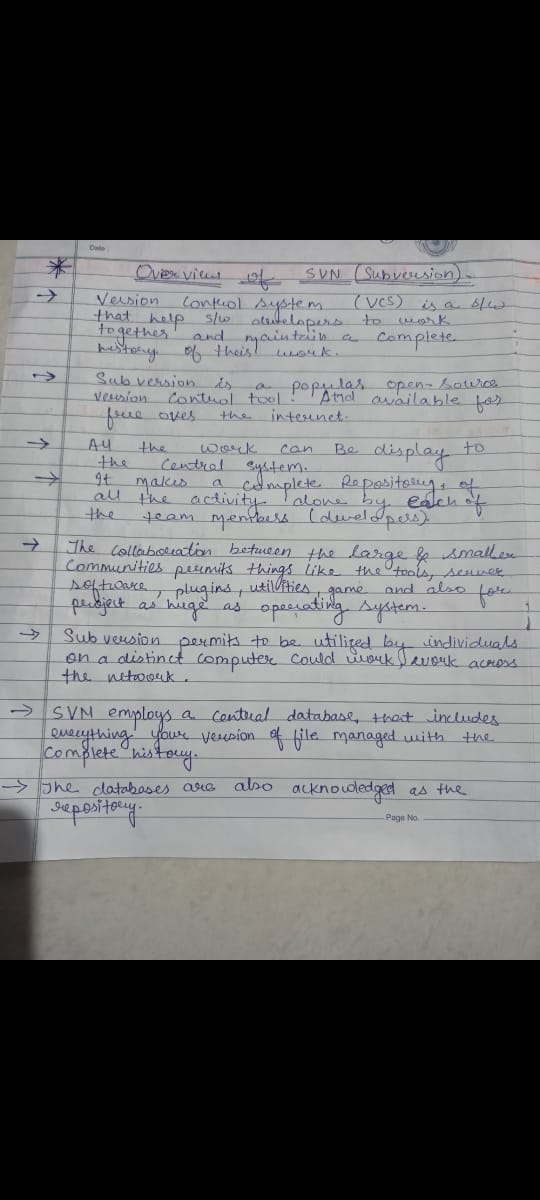 Date :
* Overview of SVN (Subversion) -
→ Version Control system (VCS) is a s/w
that help s/w developers to work
together and maintain a complete
history of their work.
→ Subversion is a popular open-source
version control tool. And available for
free over the internet.
→ All the work can Be display to
the Central system.
→ It makes a complete Repository, of
all the activity done by each of
the team members (developers).
→ The collaboration between the large & smaller
Communities permits things like the tools, server
software, plugins, utilities, game and also for
project as huge as operating system.
→ Subversion permits to be utilized by individuals
on a distinct computer could work, work across
the network.
→ SVN employs a central database, that includes
everything your version of file managed with the
complete history.
→ The databases are also acknowledged as the
repository.
Page No.